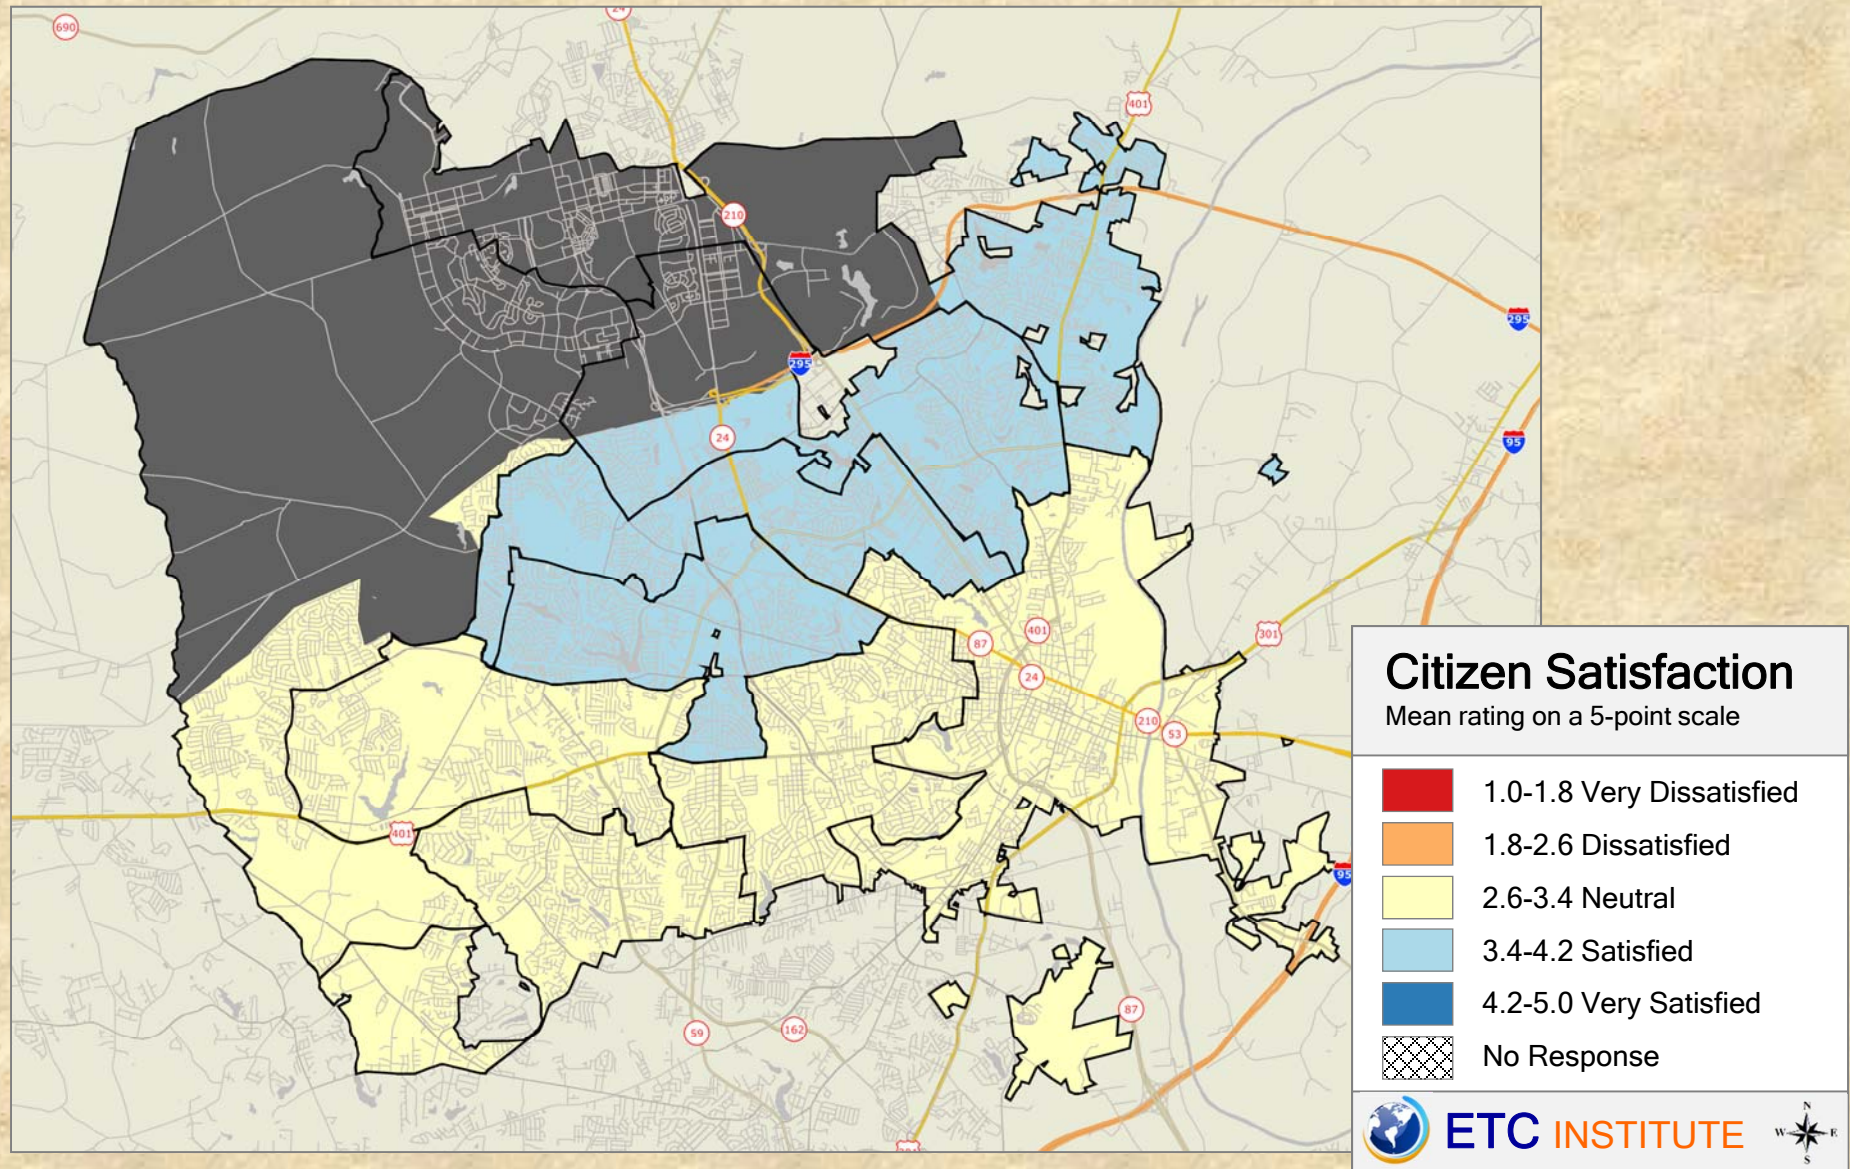 690
24
401
210
295
295
24
95
301
87
401
24
210
53
401
95
87
59
162
Citizen Satisfaction
Mean rating on a 5-point scale
1.0-1.8 Very Dissatisfied
1.8-2.6 Dissatisfied
2.6-3.4 Neutral
3.4-4.2 Satisfied
4.2-5.0 Very Satisfied
No Response
ETC INSTITUTE
N
W E
S